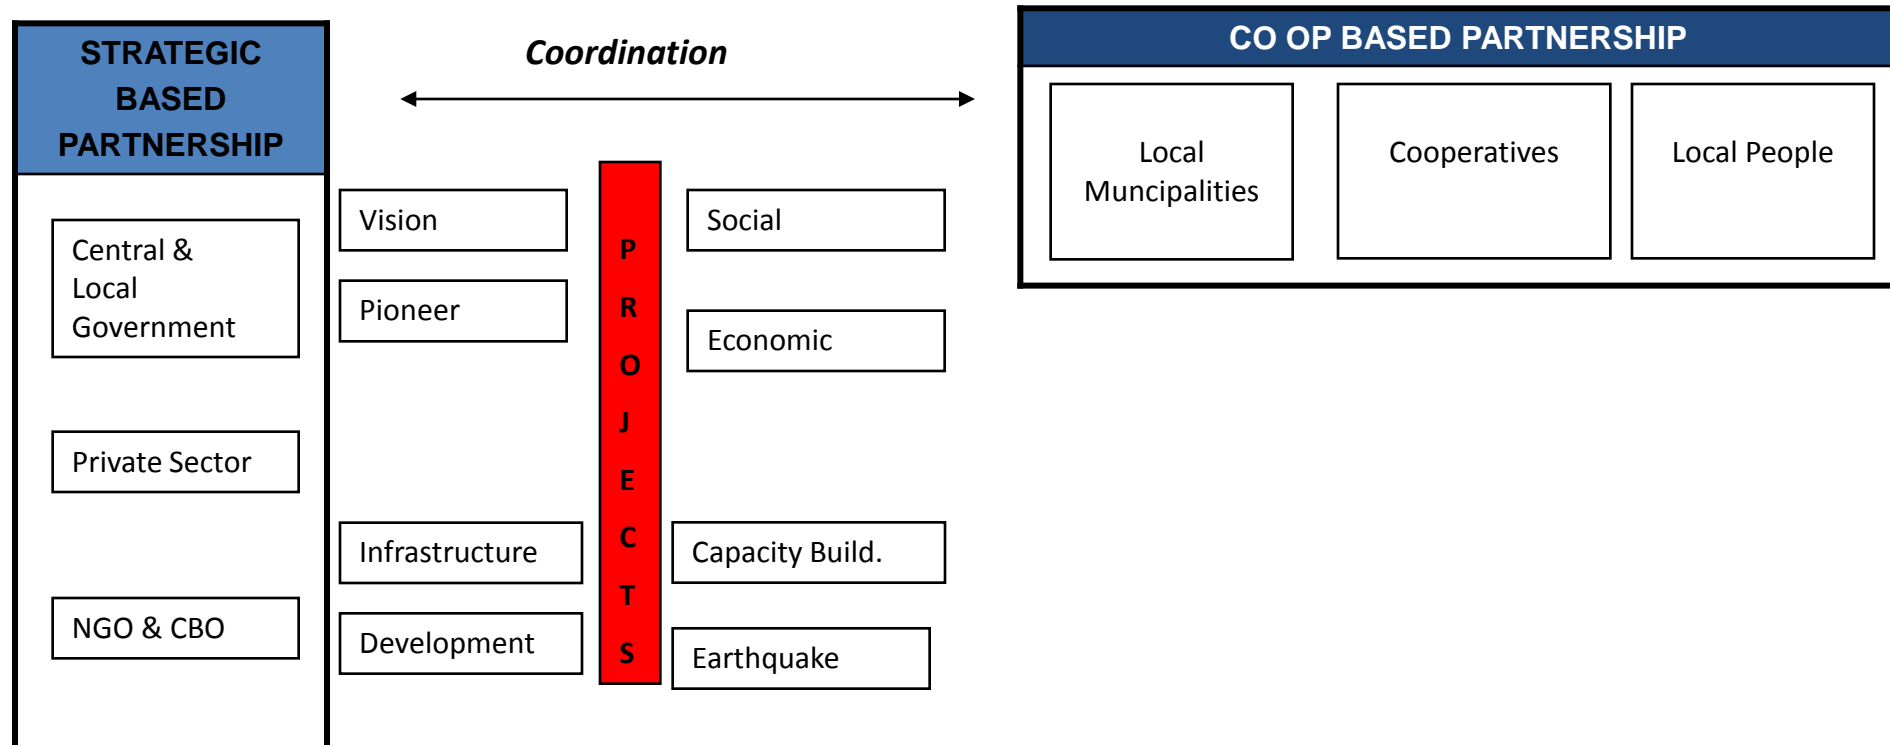 STRATEGIC
BASED
PARTNERSHIP
Central &
Local
Government
Private Sector
NGO & CBO
Coordination
Vision
Pioneer
Infrastructure
Development
P
R
O
J
E
C
T
S
Social
Economic
Capacity Build.
Earthquake
CO OP BASED PARTNERSHIP
Local
Muncipalities
Cooperatives
Local People